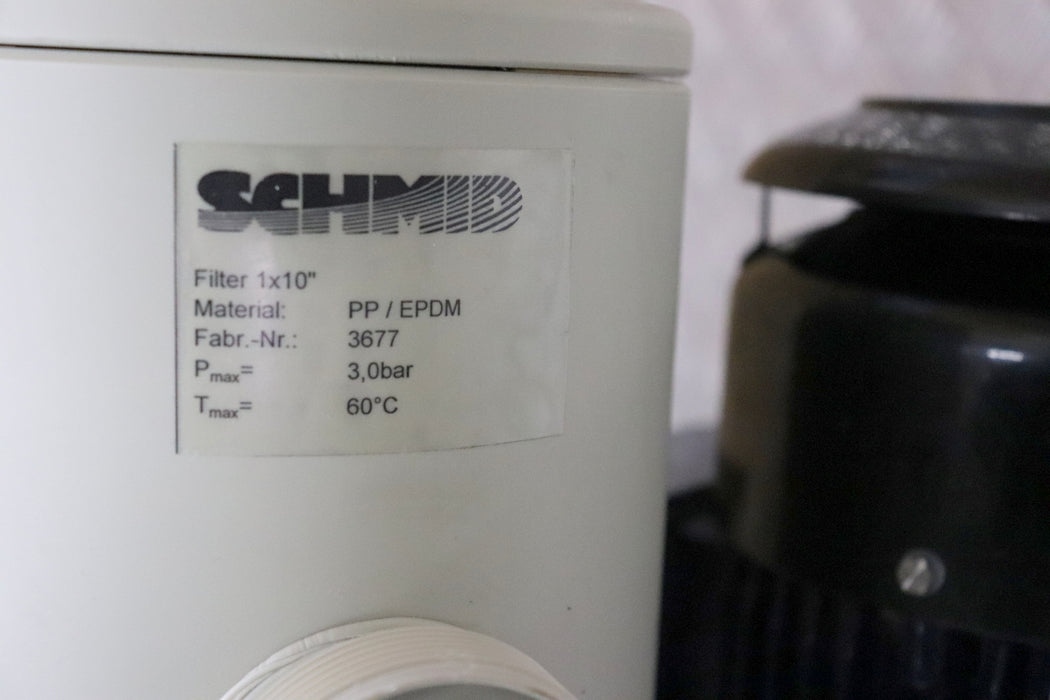 SCHMID
Filter 1x10"
Material: PP / EPDM
Fabr.-Nr.: 3677
Pmax= 3,0bar
Tmax= 60°C